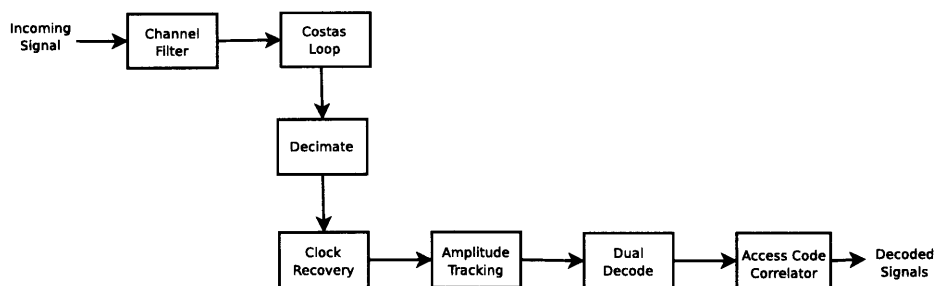 Incoming
Signal
Channel
Filter
Costas
Loop
Decimate
Clock
Recovery
Amplitude
Tracking
Dual
Decode
Access Code
Correlator
Decoded
Signals